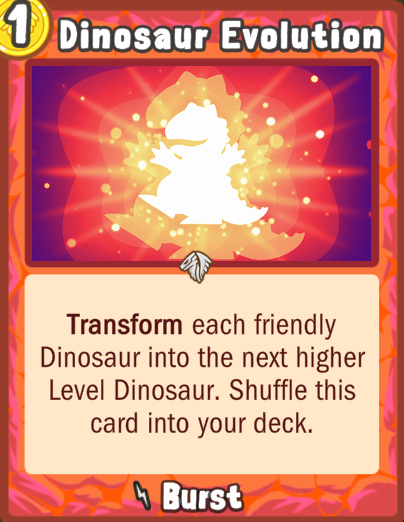 1
Dinosaur Evolution
Transform each friendly
Dinosaur into the next higher
Level Dinosaur. Shuffle this
card into your deck.
Burst